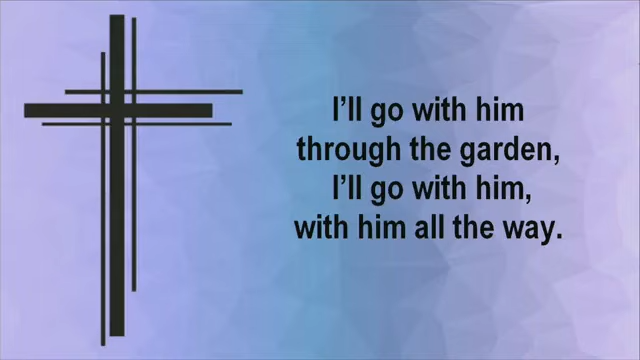 I’ll go with him
through the garden,
I’ll go with him,
with him all the way.